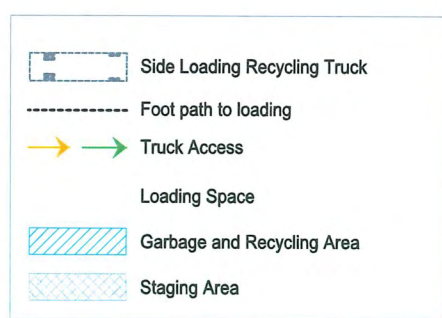 Side Loading Recycling Truck
Foot path to loading
Truck Access
Loading Space
Garbage and Recycling Area
Staging Area